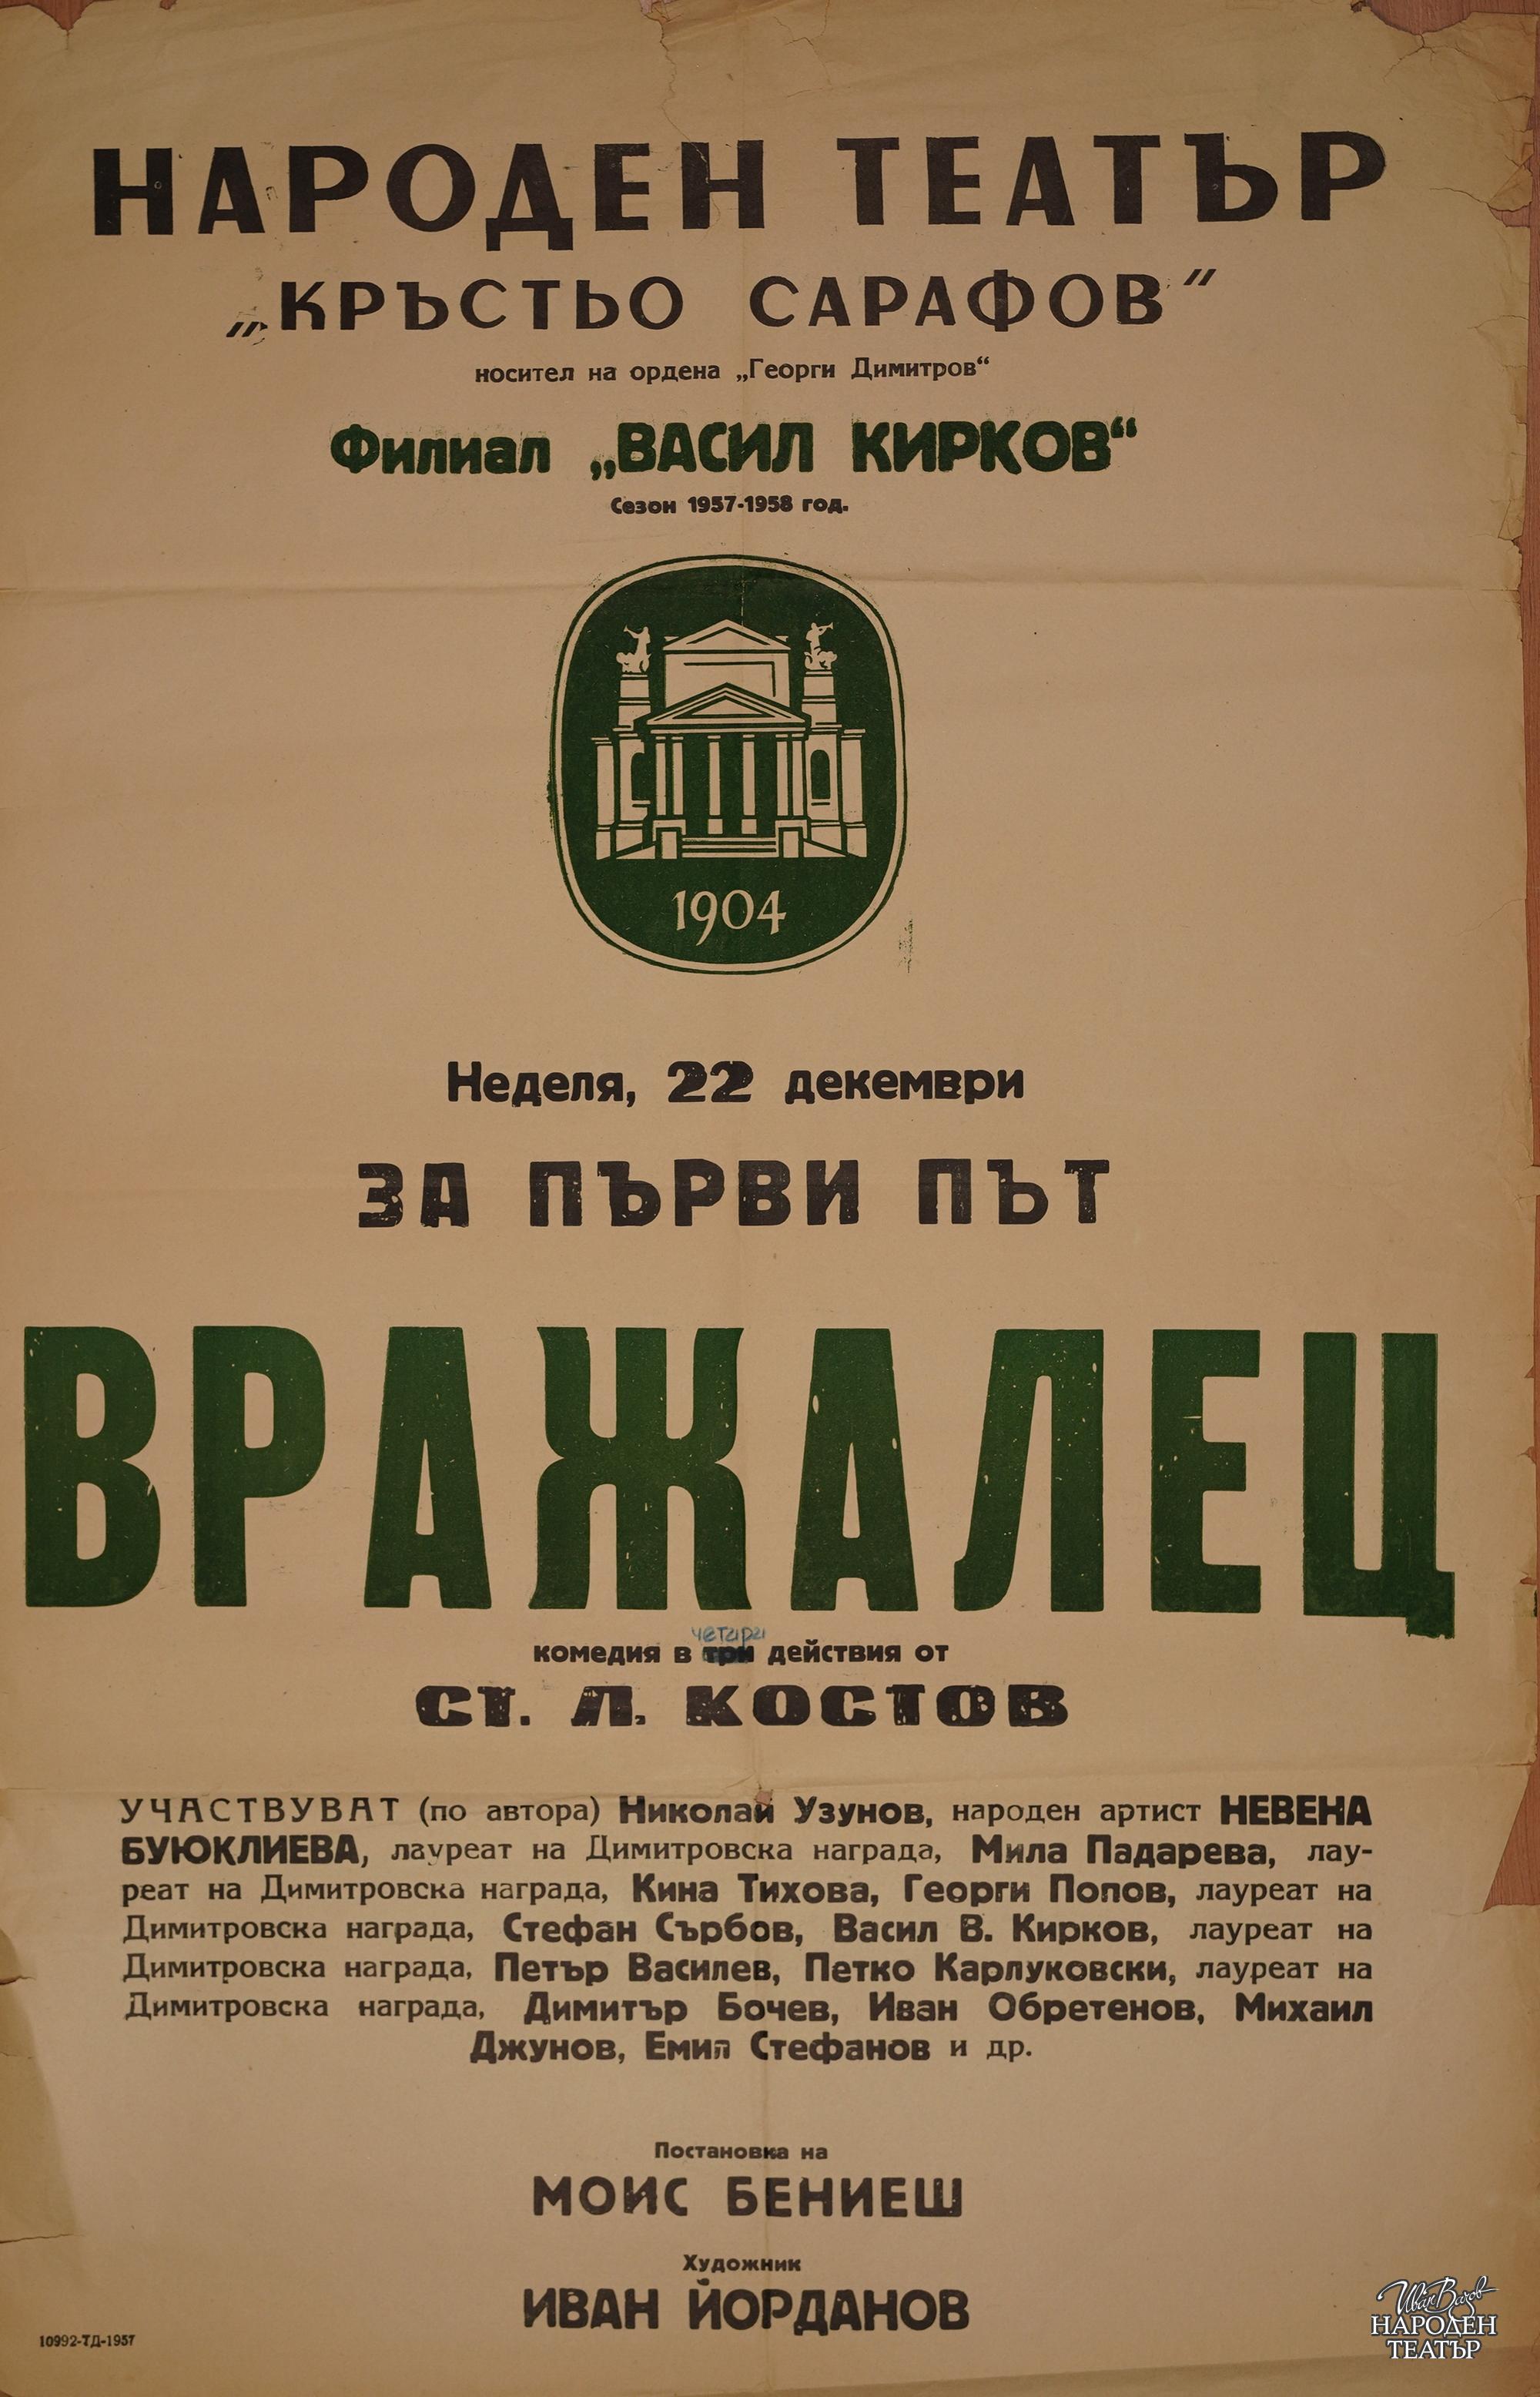 НАРОДЕН ТЕАТЪР
„КРЪСТЬО САРАФОВ"
носител на ордена „Георги Димитров“
Филиал „ВАСИЛ КИРКОВ“
Сезон 1957-1958 год.
1904
Неделя, 22 декември
ЗА ПЪРВИ ПЪТ
ВРАЖАЛЕЦ
четири
комедия в три действия от
СТ. Л. КОСТОВ
УЧАСТВУВАТ (по автора) Николай Узунов, народен артист НЕВЕНА
БУЮКЛИЕВА, лауреат на Димитровска награда, Мила Падарева, лау-
реат на Димитровска награда, Кина Тихова, Георги Попов, лауреат на
Димитровска награда, Стефан Сърбов, Васил В. Кирков, лауреат на
Димитровска награда, Петър Василев, Петко Карлуковски, лауреат на
Димитровска награда, Димитър Бочев, Иван Обретенов, Михаил
Джунов, Емил Стефанов и др.
Постановка на
МОИС БЕНИЕШ
Художник
ИВАН ЙОРДАНОВ
10992-ТД-1957
Иван Вазов
НАРОДЕН
ТЕАТЪР